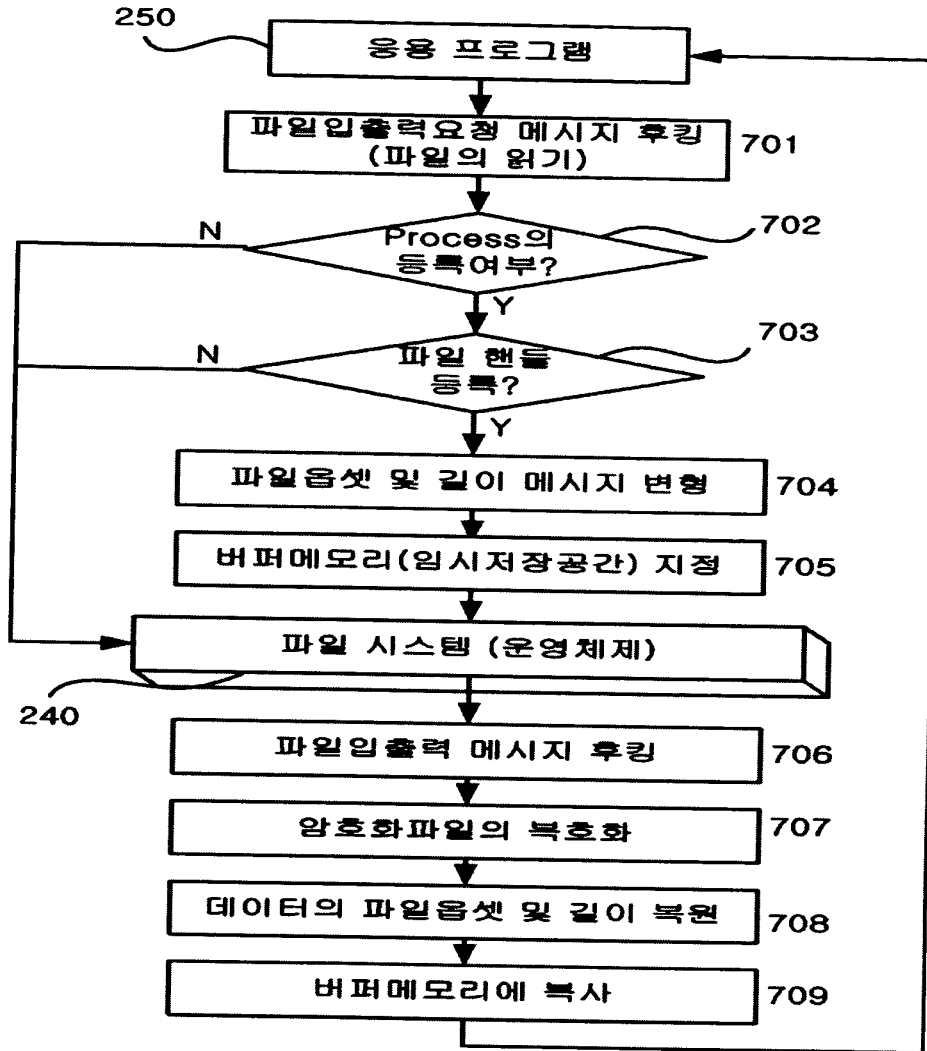 250
응용 프로그램
파일입출력요청 메시지 후킹
(파일의 읽기)
701
N
Process의
등록여부?
702
Y
N
파일 핸들
등록?
703
Y
파일옵셋 및 길이 메시지 변형
704
버퍼메모리(임시저장공간) 지정
705
파일 시스템 (운영체제)
240
파일입출력 메시지 후킹
706
암호화파일의 복호화
707
데이터의 파일옵셋 및 길이 복원
708
버퍼메모리에 복사
709